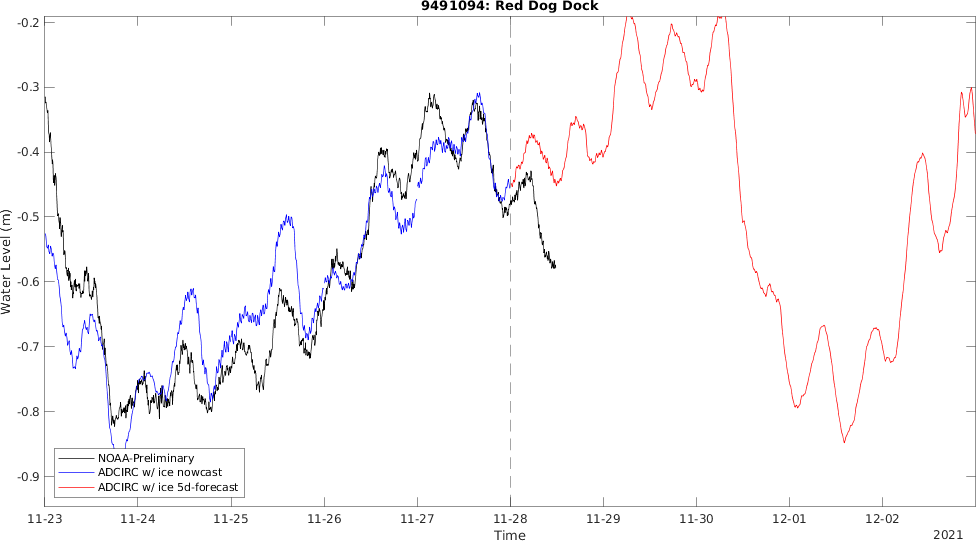 9491094: Red Dog Dock
-0.2
-0.3
-0.4
-0.5
-0.6
-0.7
-0.8
-0.9
Water Level (m)
NOAA-Preliminary
ADCIRC w/ ice nowcast
ADCIRC w/ ice 5d-forecast
11-23 11-24 11-25 11-26 11-27 11-28 11-29 11-30 12-01 12-02
Time
2021